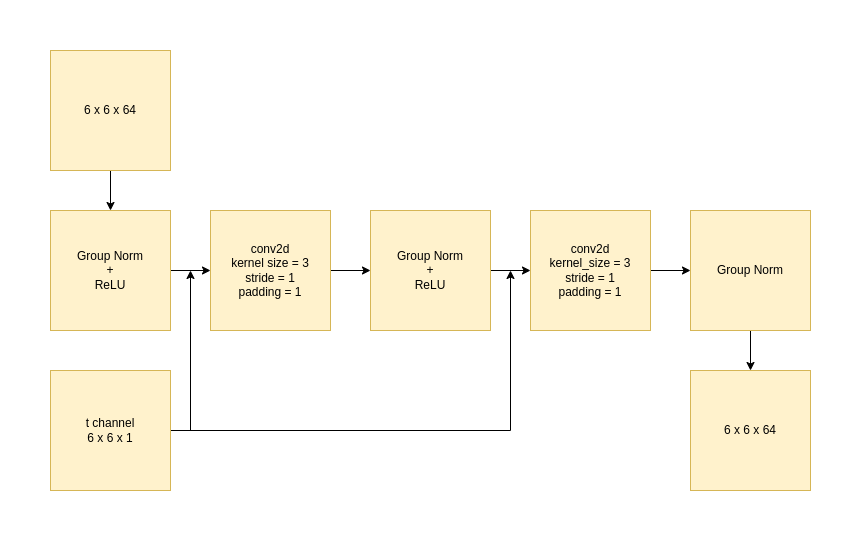 6 x 6 x 64
Group Norm
+
ReLU
conv2d
kernel size = 3
stride = 1
padding = 1
Group Norm
+
ReLU
conv2d
kernel_size = 3
stride = 1
padding = 1
Group Norm
t channel
6 x 6 x 1
6 x 6 x 64